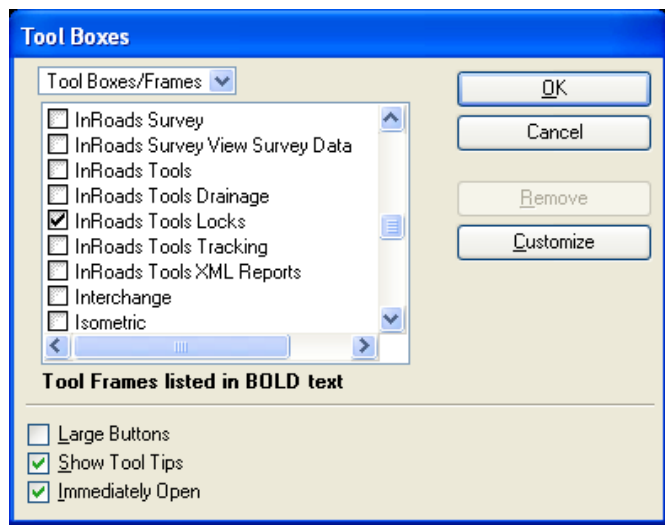 Tool Boxes
Tool Boxes/Frames
OK
InRoads Survey
Cancel
InRoads Survey View Survey Data
InRoads Tools
InRoads Tools Drainage
Remove
InRoads Tools Locks
InRoads Tools Tracking
Customize
InRoads Tools XML Reports
Interchange
Isometric
Tool Frames listed in BOLD text
Large Buttons
Show Tool Tips
Immediately Open